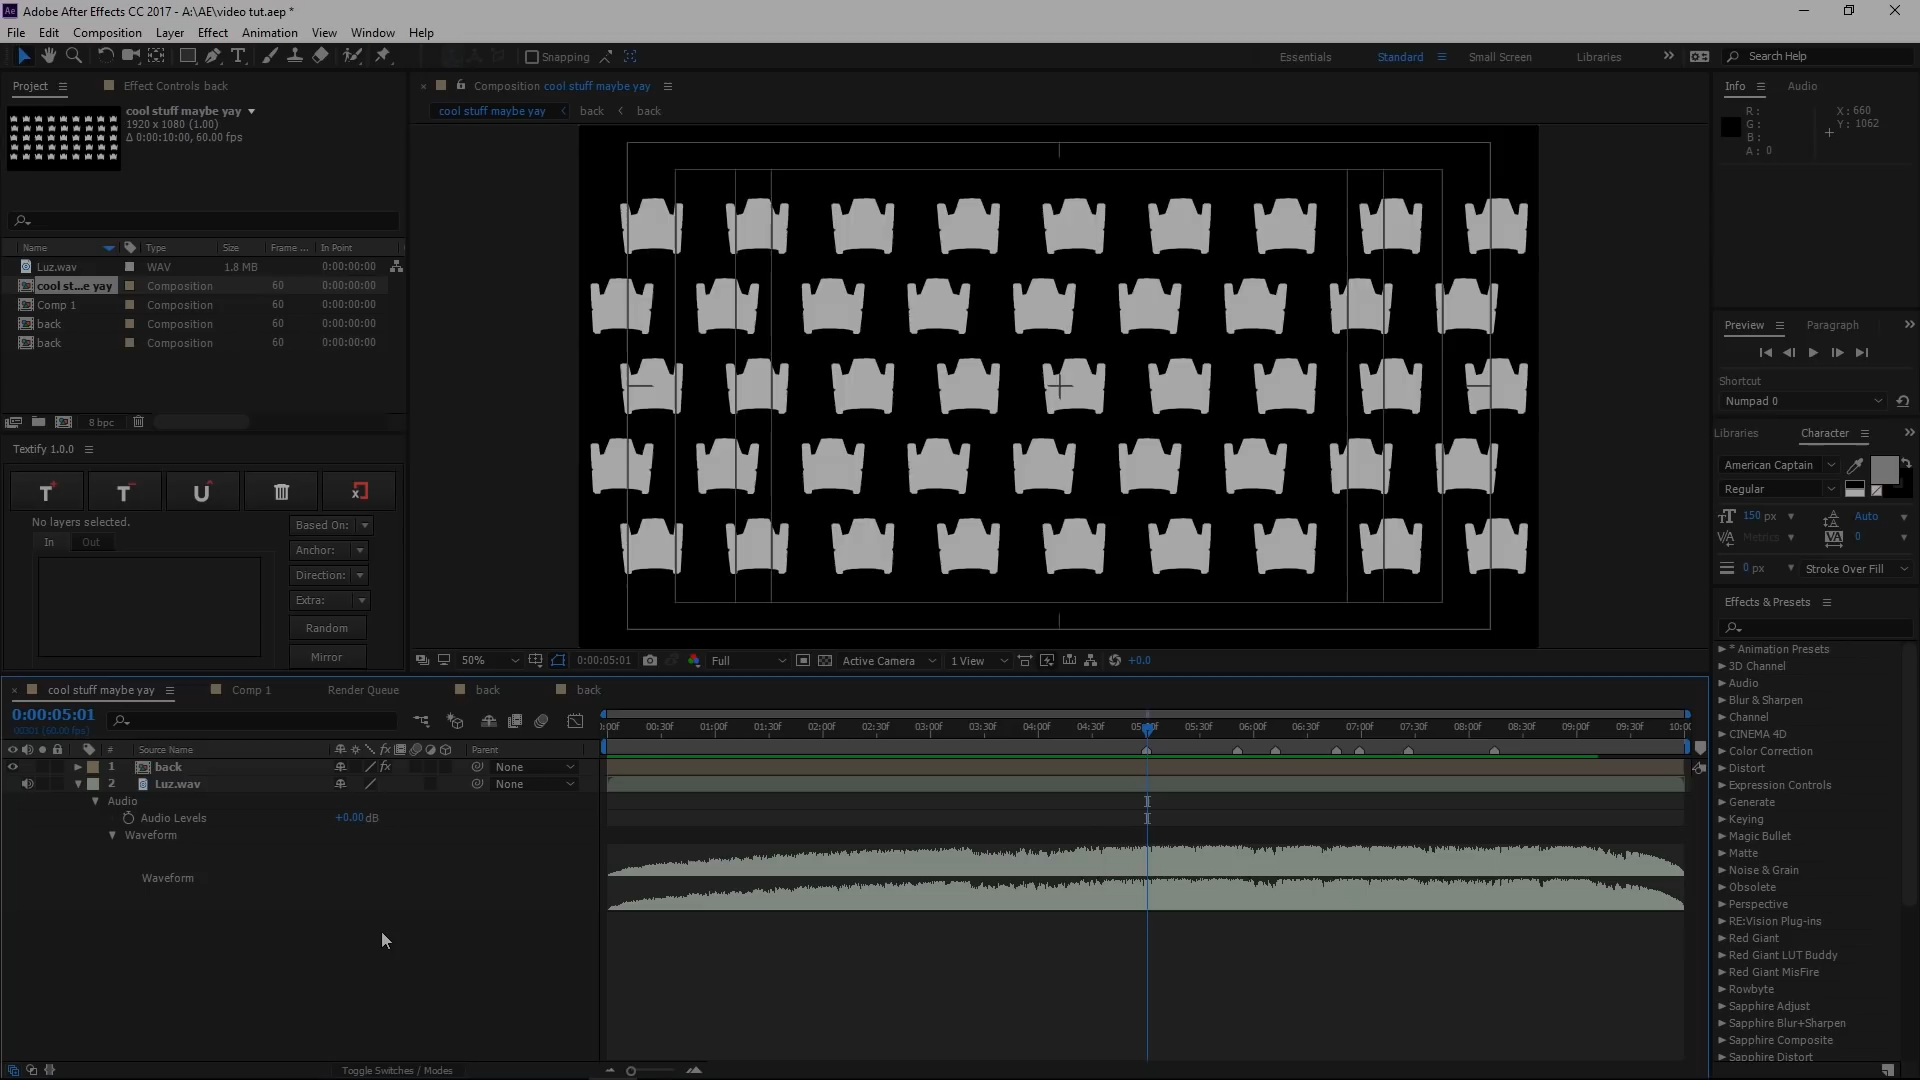 Adobe After Effects CC 2017 - A:\AE\video tut.aep *
File Edit Composition Layer Effect Animation View Window Help
Snapping
Essentials Standard Small Screen Libraries Search Help
Project Effect Controls back
cool stuff maybe yay
1920 x 1080 (1.00)
Δ 0:00:10:00, 60.00 fps
Name Type Size Frame ... In Point
Luz.wav WAV 1.8 MB 0:00:00:00
cool st...e yay Composition 60 0:00:00:00
Comp 1 Composition 60 0:00:00:00
back Composition 60 0:00:00:00
back Composition 60 0:00:00:00
8 bpc
Textify 1.0.0
No layers selected.
In Out
Based On:
Anchor:
Direction:
Extra:
Random
Mirror
Composition cool stuff maybe yay
cool stuff maybe yay back back
50% 0:00:05:01 Full Active Camera 1 View +0.0
Info Audio
R:
G:
B:
A: 0
X: 660
Y: 1062
Preview Paragraph
Shortcut
Numpad 0
Libraries Character
American Captain
Regular
150 px Auto
Metrics 0
0 px Stroke Over Fill
Effects & Presets
* Animation Presets
3D Channel
Audio
Blur & Sharpen
Channel
CINEMA 4D
Color Correction
Distort
Expression Controls
Generate
Keying
Magic Bullet
Matte
Noise & Grain
Obsolete
Perspective
RE:Vision Plug-ins
Red Giant
Red Giant LUT Buddy
Red Giant MisFire
Rowbyte
Sapphire Adjust
Sapphire Blur+Sharpen
Sapphire Composite
Sapphire Distort
cool stuff maybe yay Comp 1 Render Queue back back
0:00:05:01
00301 (60.00 fps)
00:30f 01:00f 01:30f 02:00f 02:30f 03:00f 03:30f 04:00f 04:30f 05:00f 05:30f 06:00f 06:30f 07:00f 07:30f 08:00f 08:30f 09:00f 09:30f
# Source Name Parent
1 back None
2 Luz.wav None
Audio
Audio Levels +0.00 dB
Waveform
Waveform
Toggle Switches / Modes